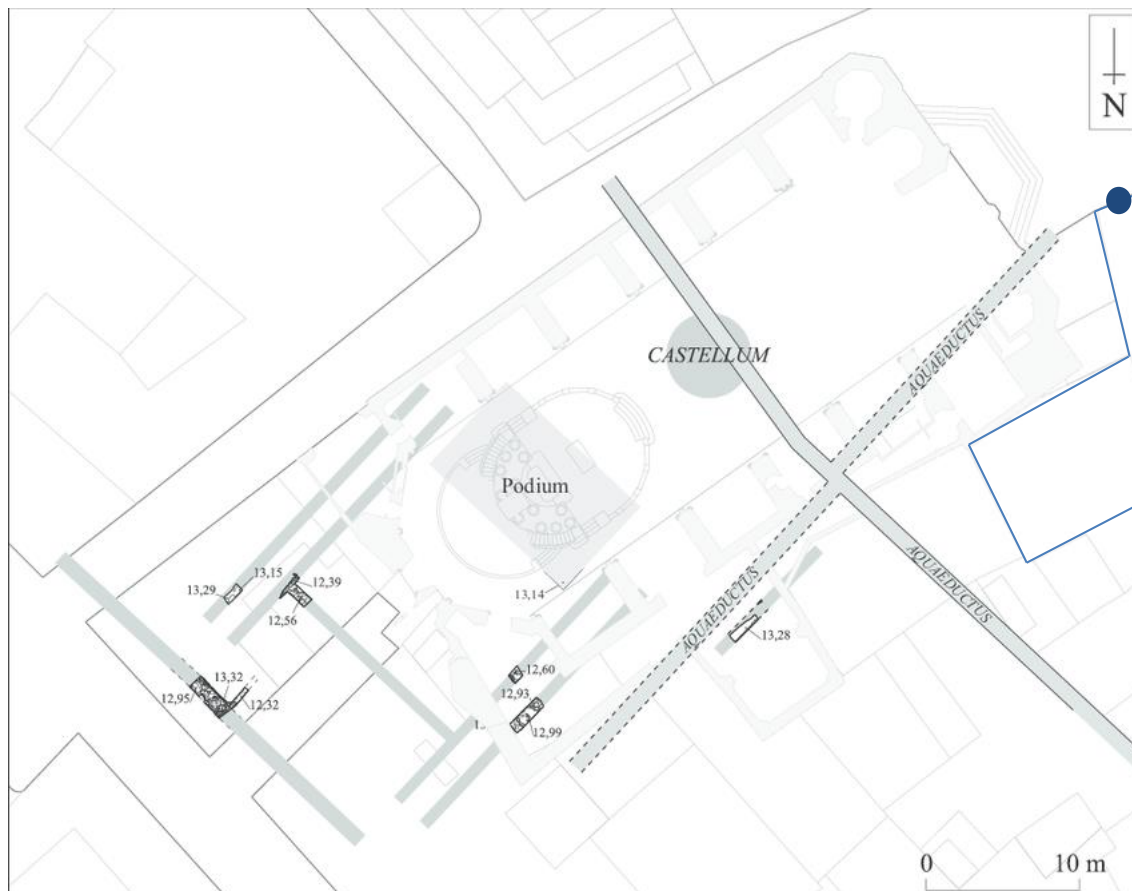 N
CASTELLUM
AQUAEDUCTUS
Podium
AQUAEDUCTUS
13,15
12,39
13,29
12,56
13,14
AQUAEDUCTUS
13,28
12,60
13,32
12,95
12,32
12,93
12,99
0 10 m